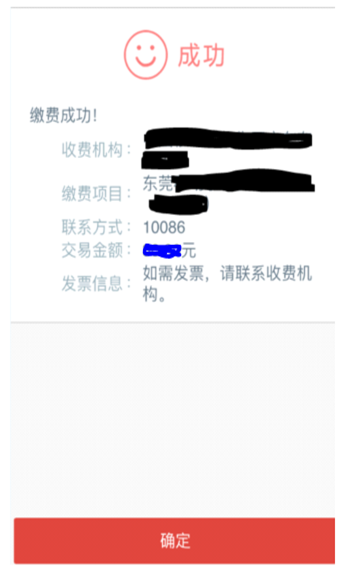 成功
缴费成功!
收费机构：
缴费项目：东莞
联系方式：10086
交易金额：元
发票信息：如需发票，请联系收费机
构。
确定